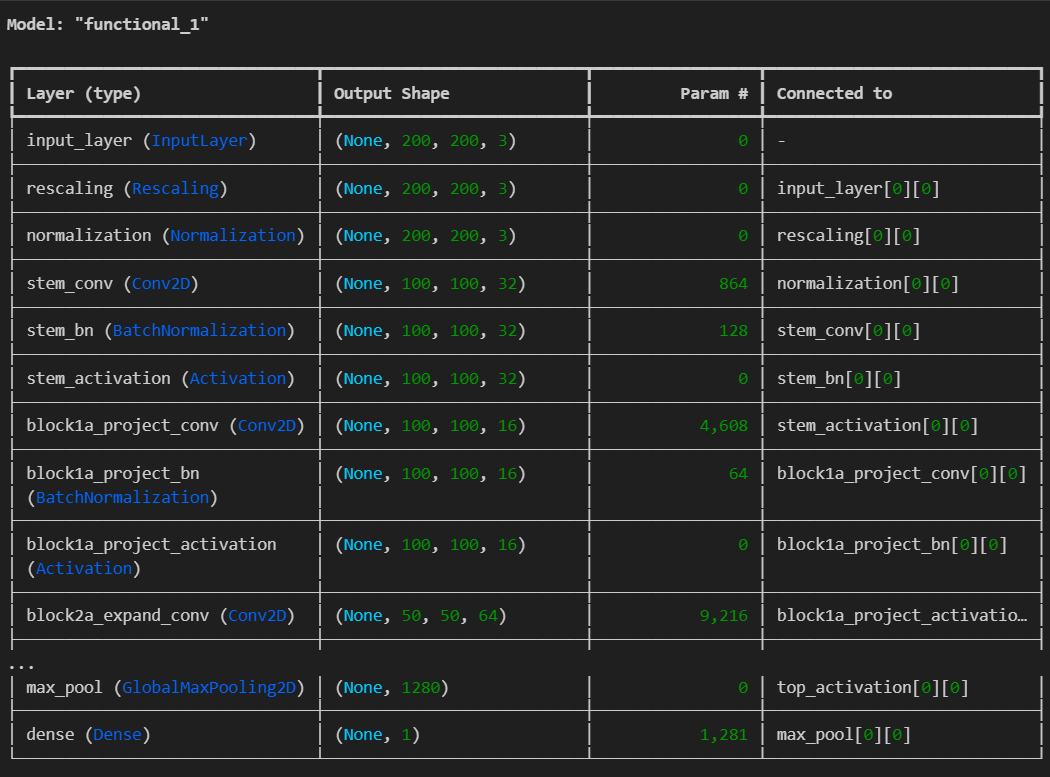 Model: "functional_1"
Layer (type) Output Shape Param # Connected to
input_layer (InputLayer) (None, 200, 200, 3) 0 -
rescaling (Rescaling) (None, 200, 200, 3) 0 input_layer[0][0]
normalization (Normalization) (None, 200, 200, 3) 0 rescaling[0][0]
stem_conv (Conv2D) (None, 100, 100, 32) 864 normalization[0][0]
stem_bn (BatchNormalization) (None, 100, 100, 32) 128 stem_conv[0][0]
stem_activation (Activation) (None, 100, 100, 32) 0 stem_bn[0][0]
block1a_project_conv (Conv2D) (None, 100, 100, 16) 4,608 stem_activation[0][0]
block1a_project_bn (None, 100, 100, 16) 64 block1a_project_conv[0][0]
(BatchNormalization)
block1a_project_activation (None, 100, 100, 16) 0 block1a_project_bn[0][0]
(Activation)
block2a_expand_conv (Conv2D) (None, 50, 50, 64) 9,216 block1a_project_activatio…
...
max_pool (GlobalMaxPooling2D) (None, 1280) 0 top_activation[0][0]
dense (Dense) (None, 1) 1,281 max_pool[0][0]